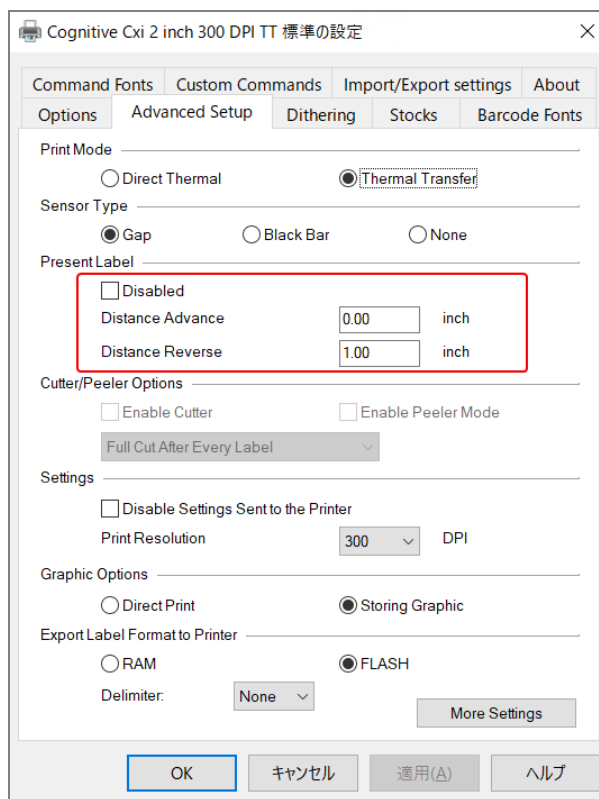 Cognitive Cxi 2 inch 300 DPI TT 標準の設定
Command Fonts Custom Commands Import/Export settings About
Options Advanced Setup Dithering Stocks Barcode Fonts
Print Mode
Direct Thermal Thermal Transfer
Sensor Type
Gap Black Bar None
Present Label
Disabled
Distance Advance 0.00 inch
Distance Reverse 1.00 inch
Cutter/Peeler Options
Enable Cutter Enable Peeler Mode
Full Cut After Every Label
Settings
Disable Settings Sent to the Printer
Print Resolution 300 DPI
Graphic Options
Direct Print Storing Graphic
Export Label Format to Printer
RAM FLASH
Delimiter: None
More Settings
OK キャンセル 適用(A) ヘルプ